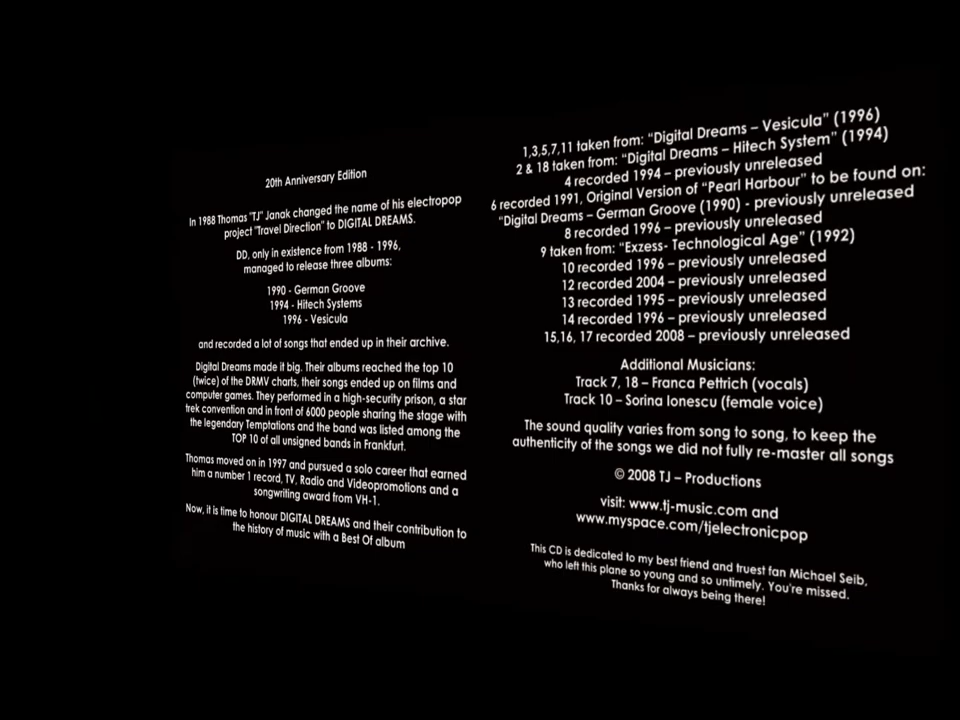 20th Anniversary Edition
In 1988 Thomas "TJ" Janak changed the name of his electropop
project "Travel Direction" to DIGITAL DREAMS.
DD, only in existence from 1988 - 1996,
managed to release three albums:
1990 - German Groove
1994 - Hitech Systems
1996 - Vesicula
and recorded a lot of songs that ended up in their archive.
Digital Dreams made it big. Their albums reached the top 10
(twice) of the DRMV charts, their songs ended up on films and
computer games. They performed in a high-security prison, a star
trek convention and in front of 6000 people sharing the stage with
the legendary Temptations and the band was listed among the
TOP 10 of all unsigned bands in Frankfurt.
Thomas moved on in 1997 and pursued a solo career that earned
him a number 1 record, TV, Radio and Videopromotions and a
songwriting award from VH-1.
Now, it is time to honour DIGITAL DREAMS and their contribution to
the history of music with a Best Of album
1,3,5,7,11 taken from: “Digital Dreams – Vesicula” (1996)
2 & 18 taken from: “Digital Dreams – Hitech System” (1994)
4 recorded 1994 – previously unreleased
6 recorded 1991, Original Version of “Pearl Harbour” to be found on:
“Digital Dreams – German Groove (1990) - previously unreleased
8 recorded 1996 – previously unreleased
9 taken from: “Exzess- Technological Age” (1992)
10 recorded 1996 – previously unreleased
12 recorded 2004 – previously unreleased
13 recorded 1995 – previously unreleased
14 recorded 1996 – previously unreleased
15,16, 17 recorded 2008 – previously unreleased
Additional Musicians:
Track 7, 18 – Franca Pettrich (vocals)
Track 10 – Sorina Ionescu (female voice)
The sound quality varies from song to song, to keep the
authenticity of the songs we did not fully re-master all songs
© 2008 TJ – Productions
visit: www.tj-music.com and
www.myspace.com/tjelectronicpop
This CD is dedicated to my best friend and truest fan Michael Seib,
who left this plane so young and so untimely. You're missed.
Thanks for always being there!